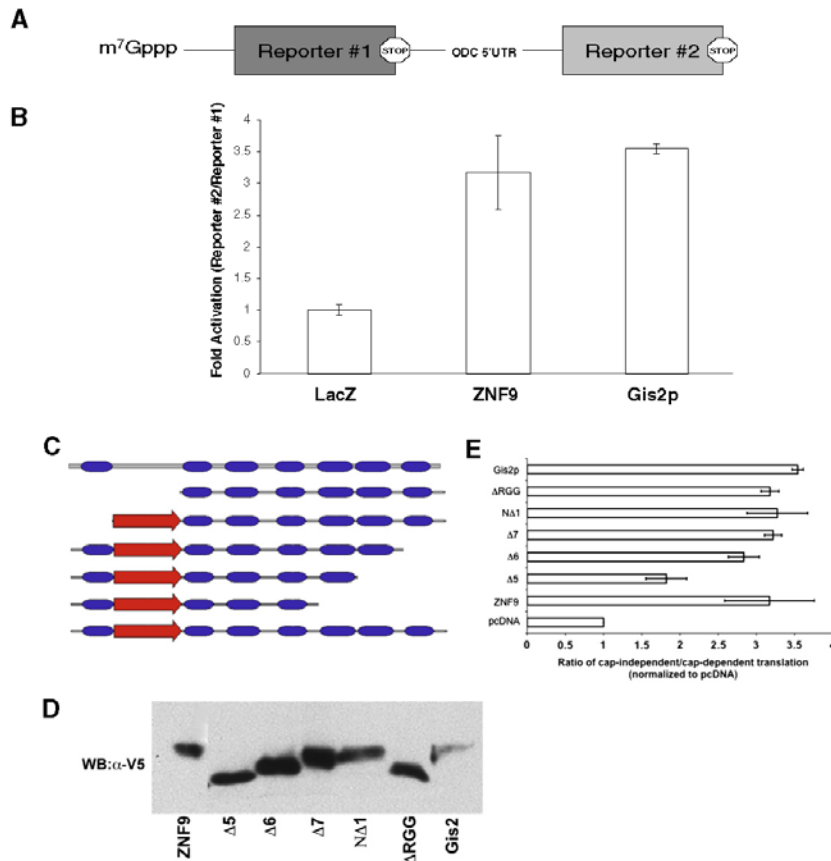 A
m⁷Gppp
Reporter #1
STOP
ODC 5'UTR
Reporter #2
STOP
B
Fold Activation (Reporter #2/Reporter #1)
4
3.5
3
2.5
2
1.5
1
0.5
0
LacZ
ZNF9
Gis2p
C
E
Gis2p
ΔRGG
NΔ1
Δ7
Δ6
Δ5
ZNF9
pcDNA
0 0.5 1 1.5 2 2.5 3 3.5 4
Ratio of cap-independent/cap-dependent translation
(normalized to pcDNA)
D
WB:α-V5
ZNF9
Δ5
Δ6
Δ7
NΔ1
ΔRGG
Gis2